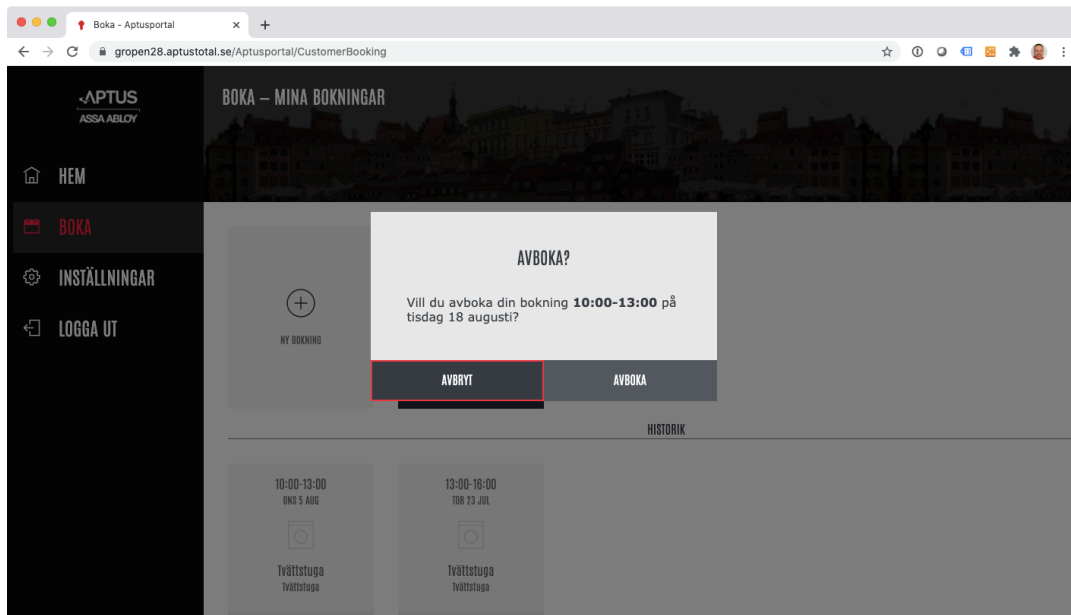 Boka - Aptusportal
gropen28.aptustotal.se/Aptusportal/CustomerBooking
APTUS
ASSA ABLOY
BOKA – MINA BOKNINGAR
HEM
BOKA
INSTÄLLNINGAR
LOGGA UT
NY BOKNING
AVBOKA?
Vill du avboka din bokning 10:00-13:00 på
tisdag 18 augusti?
AVBRYT
AVBOKA
HISTORIK
10:00-13:00
ONS 5 AUG
Tvättstuga
Tvättstuga
13:00-16:00
TOR 23 JUL
Tvättstuga
Tvättstuga